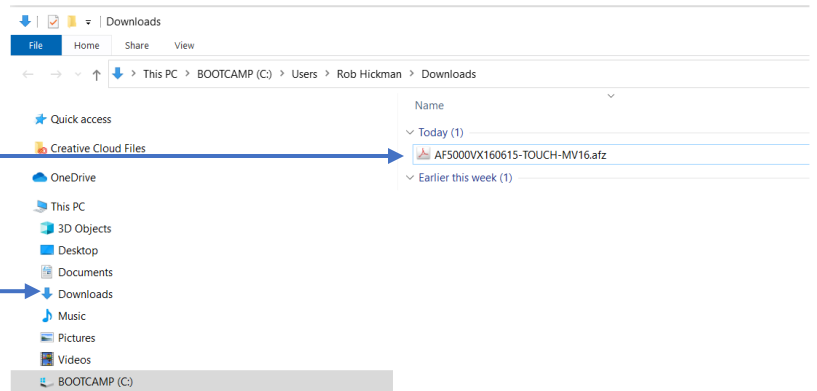 Downloads
File Home Share View
This PC > BOOTCAMP (C:) > Users > Rob Hickman > Downloads
Name
Quick access
Today (1)
Creative Cloud Files
AF5000VX160615-TOUCH-MV16.afz
OneDrive
Earlier this week (1)
This PC
3D Objects
Desktop
Documents
Downloads
Music
Pictures
Videos
BOOTCAMP (C:)